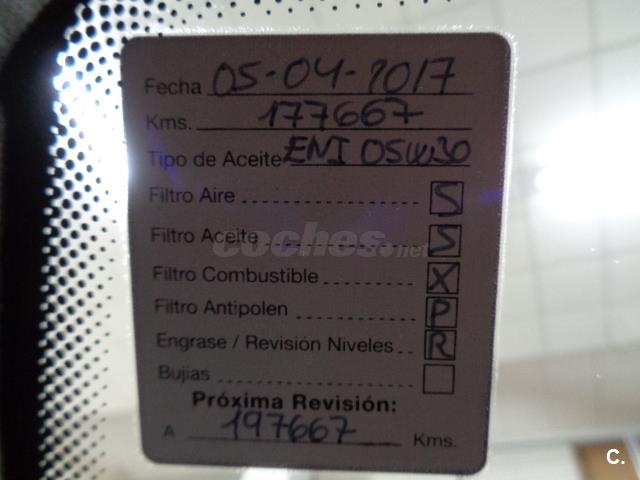 Fecha 05-04-2017
Kms. 177667
Tipo de Aceite ENI 05W30
Filtro Aire S
Filtro Aceite S
coches.net
Filtro Combustible X
Filtro Antipolen P
Engrase / Revisión Niveles R
Bujias
Próxima Revisión:
A 197667 Kms.
C.